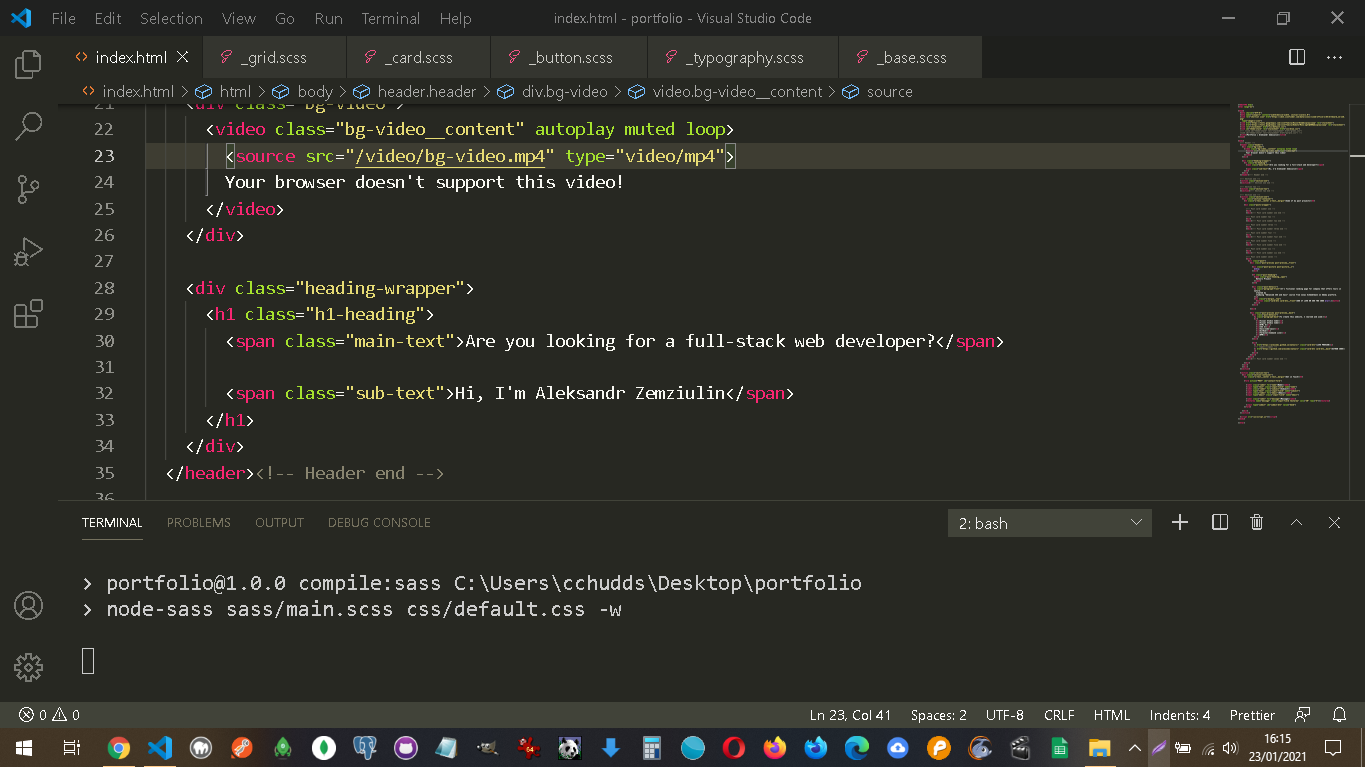 File Edit Selection View Go Run Terminal Help index.html - portfolio - Visual Studio Code
index.html _grid.scss _card.scss _button.scss _typography.scss _base.scss
index.html > html > body > header.header > div.bg-video > video.bg-video__content > source
21 <div class="bg-video">
22 <video class="bg-video__content" autoplay muted loop>
23 <source src="/video/bg-video.mp4" type="video/mp4">
24 Your browser doesn't support this video!
25 </video>
26 </div>
27
28 <div class="heading-wrapper">
29 <h1 class="h1-heading">
30 <span class="main-text">Are you looking for a full-stack web developer?</span>
31
32 <span class="sub-text">Hi, I'm Aleksandr Zemziulin</span>
33 </h1>
34 </div>
35 </header><!-- Header end -->
36
TERMINAL PROBLEMS OUTPUT DEBUG CONSOLE 2: bash
> portfolio@1.0.0 compile:sass C:\Users\cchudds\Desktop\portfolio
> node-sass sass/main.scss css/default.css -w
0 0 Ln 23, Col 41 Spaces: 2 UTF-8 CRLF HTML Indents: 4 Prettier
64
16:15
23/01/2021